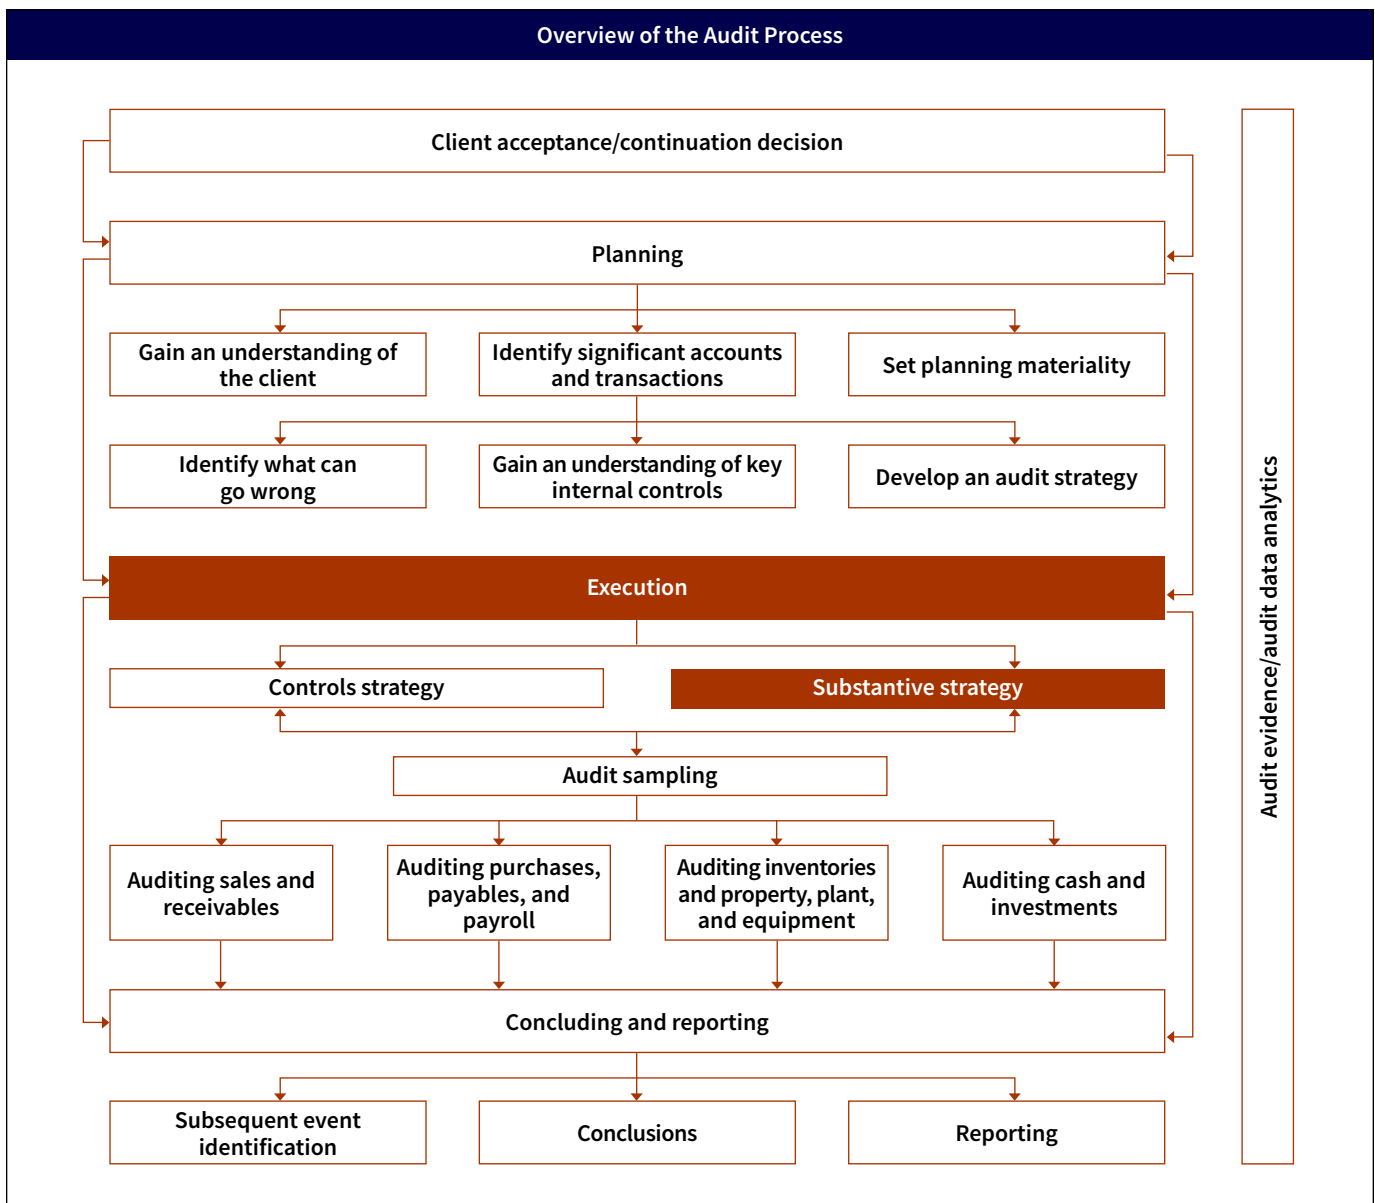 Overview of the Audit Process
Client acceptance/continuation decision
Planning
Gain an understanding of
the client
Identify significant accounts
and transactions
Set planning materiality
Identify what can
go wrong
Gain an understanding of key
internal controls
Develop an audit strategy
Execution
Controls strategy
Substantive strategy
Audit sampling
Auditing sales and
receivables
Auditing purchases,
payables, and
payroll
Auditing inventories
and property, plant,
and equipment
Auditing cash and
investments
Concluding and reporting
Subsequent event
identification
Conclusions
Reporting
Audit evidence/audit data analytics